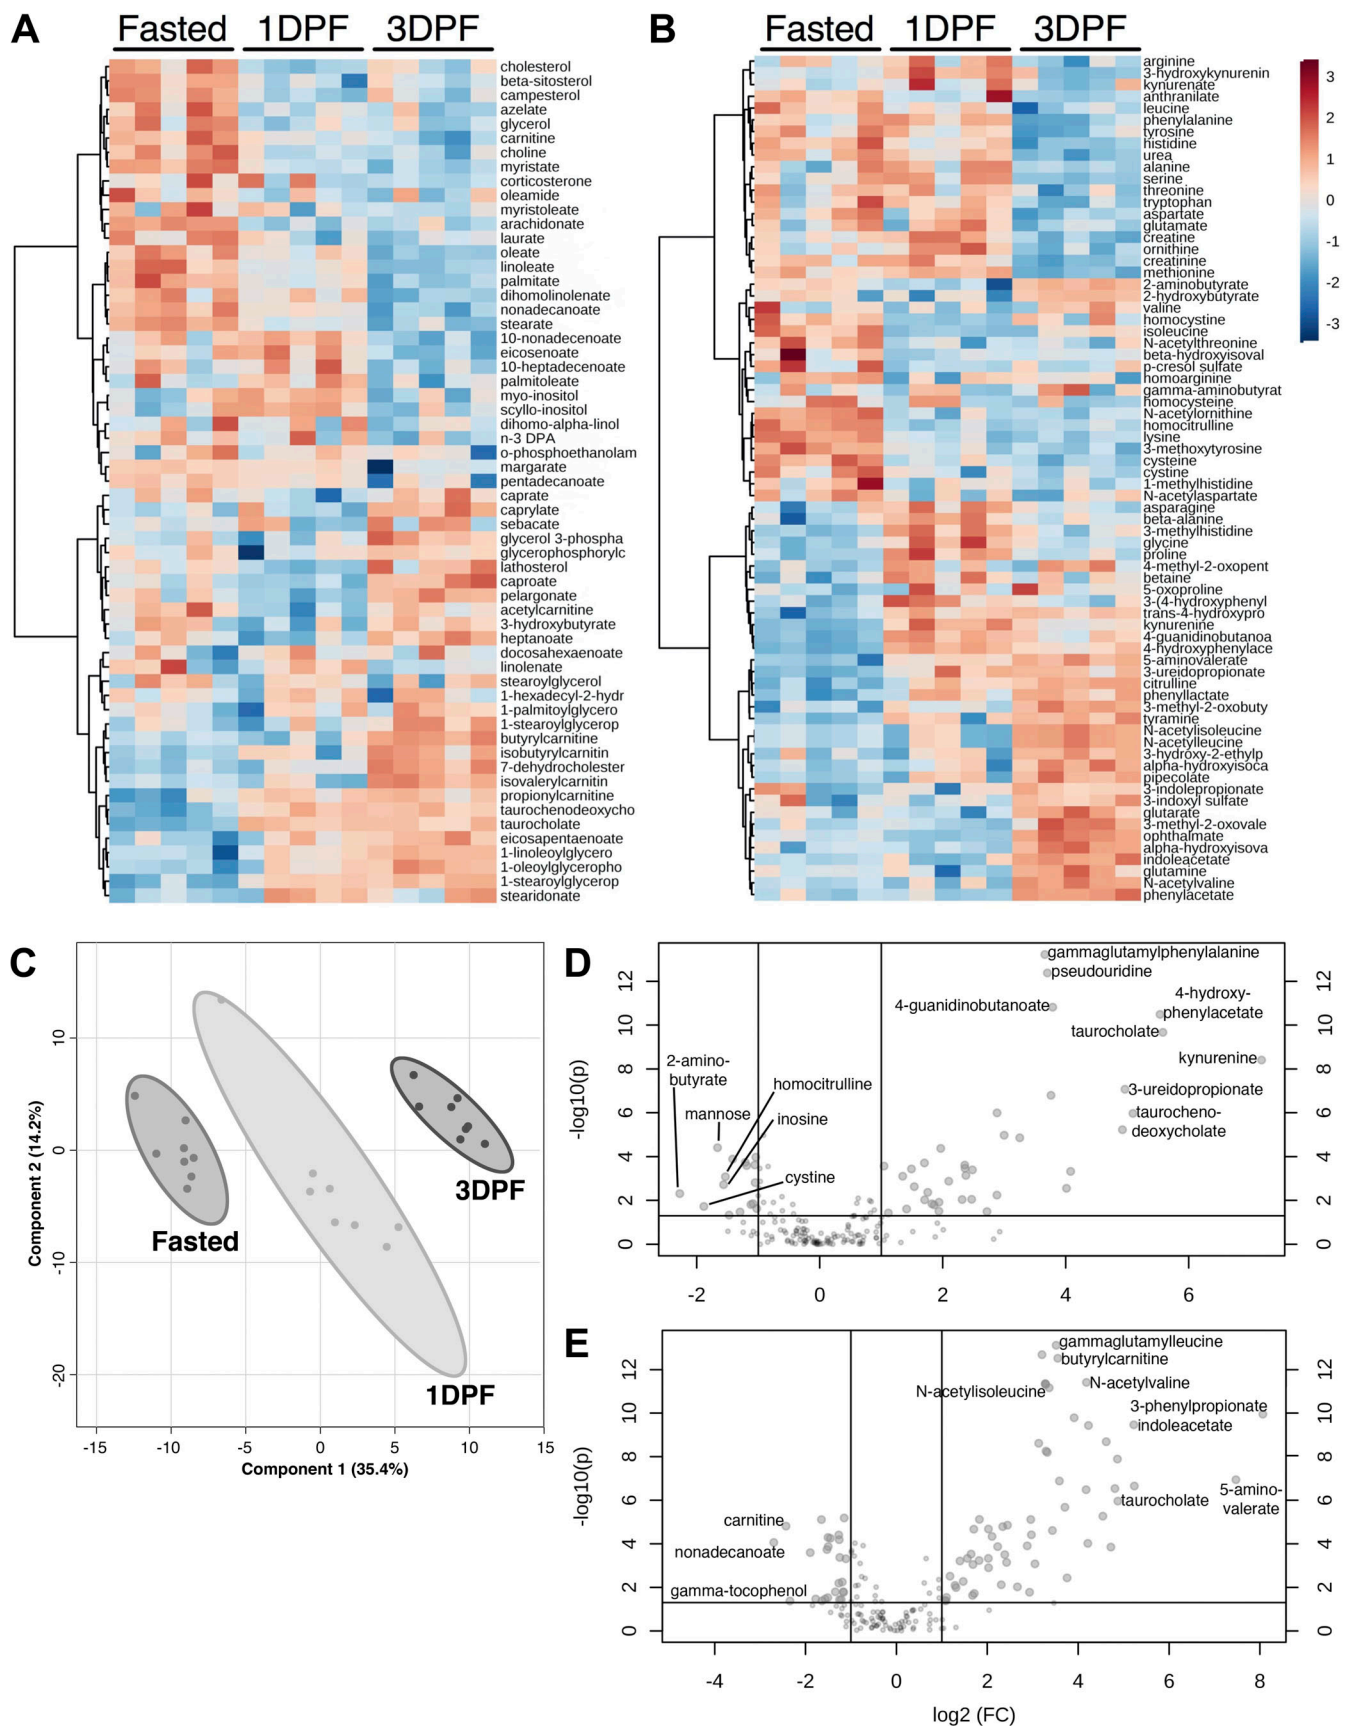 A
Fasted
1DPF
3DPF
cholesterol
beta-sitosterol
campesterol
azelate
glycerol
carnitine
choline
myristate
corticosterone
oleamide
myristoleate
arachidonate
laurate
oleate
linoleate
palmitate
dihomolinolenate
nonadecanoate
stearate
10-nonadecenoate
eicosenoate
10-heptadecenoate
palmitoleate
myo-inositol
scyllo-inositol
dihomo-alpha-linol
n-3 DPA
o-phosphoethanolam
margarate
pentadecanoate
caprate
caprylate
sebacate
glycerol 3-phospha
glycerophosphorylc
lathosterol
caproate
pelargonate
acetylcarnitine
3-hydroxybutyrate
heptanoate
docosahexaenoate
linolenate
stearoylglycerol
1-hexadecyl-2-hydr
1-palmitoylglycero
1-stearoylglycerop
butyrylcarnitine
isobutyrylcarnitin
7-dehydrocholester
isovalerylcarnitin
propionylcarnitine
taurochenodeoxycho
taurocholate
eicosapentaenoate
1-linoleoylglycero
1-oleoylglyceropho
1-stearoylglycerop
stearidonate
B
Fasted
1DPF
3DPF
arginine
3-hydroxykynurenin
kynurenate
anthranilate
leucine
phenylalanine
tyrosine
histidine
urea
alanine
serine
threonine
tryptophan
aspartate
glutamate
creatine
ornithine
creatinine
methionine
2-aminobutyrate
2-hydroxybutyrate
valine
homocystine
isoleucine
N-acetylthreonine
beta-hydroxyisoval
p-cresol sulfate
homoarginine
gamma-aminobutyrat
homocysteine
N-acetylornithine
homocitrulline
lysine
3-methoxytyrosine
cysteine
cystine
1-methylhistidine
N-acetylaspartate
asparagine
beta-alanine
3-methylhistidine
glycine
proline
4-methyl-2-oxopent
betaine
5-oxoproline
3-(4-hydroxyphenyl
trans-4-hydroxypro
kynurenine
4-guanidinobutanoa
4-hydroxyphenylace
5-aminovalerate
3-ureidopropionate
citrulline
phenyllactate
3-methyl-2-oxobuty
tyramine
N-acetylisoleucine
N-acetylleucine
3-hydroxy-2-ethylp
alpha-hydroxyisoca
pipecolate
3-indolepropionate
3-indoxyl sulfate
glutarate
3-methyl-2-oxovale
ophthalmate
alpha-hydroxyisova
indoleacetate
glutamine
N-acetylvaline
phenylacetate
3
2
1
0
-1
-2
-3
C
Component 2 (14.2%)
10
0
-10
-20
Fasted
3DPF
1DPF
-15
-10
-5
0
5
10
15
Component 1 (35.4%)
D
-log10(p)
12
10
8
6
4
2
0
gammaglutamylphenylalanine
pseudouridine
4-guanidinobutanoate
4-hydroxy-
phenylacetate
taurocholate
kynurenine
3-ureidopropionate
taurocheno-
deoxycholate
2-amino-
butyrate
homocitrulline
mannose
inosine
cystine
12
10
8
6
4
2
0
-2
0
2
4
6
E
-log10(p)
12
10
8
6
4
2
0
gammaglutamylleucine
butyrylcarnitine
N-acetylisoleucine
N-acetylvaline
3-phenylpropionate
indoleacetate
taurocholate
5-amino-
valerate
carnitine
nonadecanoate
gamma-tocophenol
12
10
8
6
4
2
0
-4
-2
0
2
4
6
8
log2 (FC)